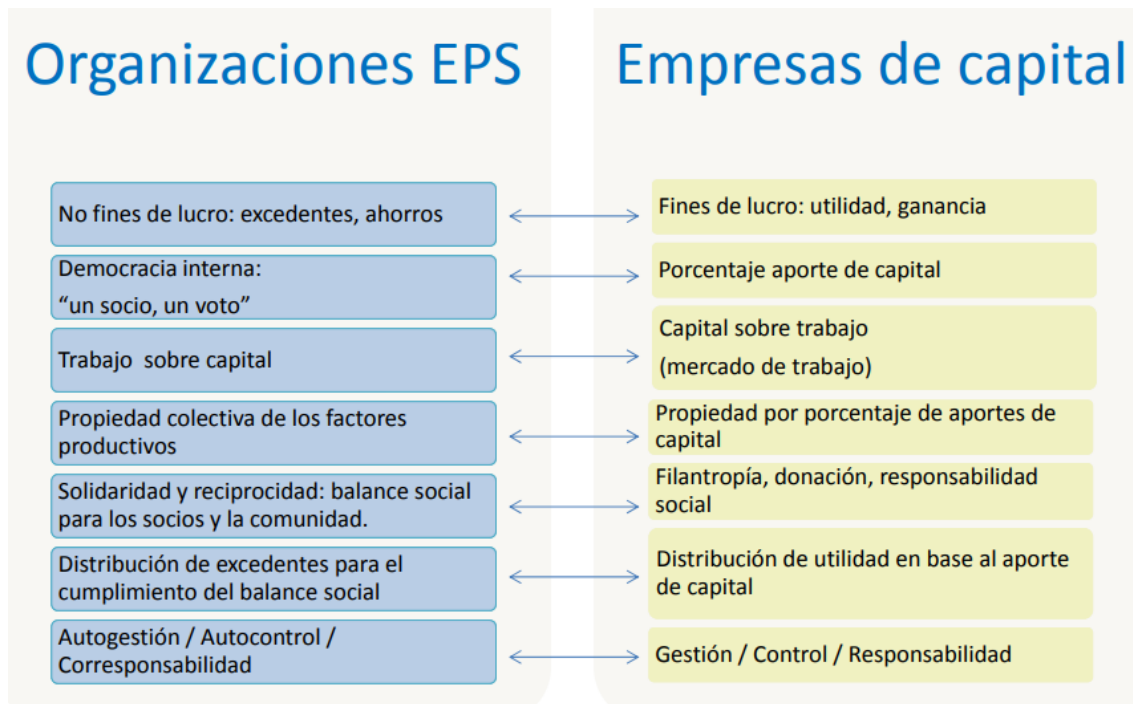 Organizaciones EPS
Empresas de capital
No fines de lucro: excedentes, ahorros
Fines de lucro: utilidad, ganancia
Democracia interna:
“un socio, un voto”
Porcentaje aporte de capital
Trabajo sobre capital
Capital sobre trabajo
(mercado de trabajo)
Propiedad colectiva de los factores
productivos
Propiedad por porcentaje de aportes de
capital
Solidaridad y reciprocidad: balance social
para los socios y la comunidad.
Filantropía, donación, responsabilidad
social
Distribución de excedentes para el
cumplimiento del balance social
Distribución de utilidad en base al aporte
de capital
Autogestión / Autocontrol /
Corresponsabilidad
Gestión / Control / Responsabilidad